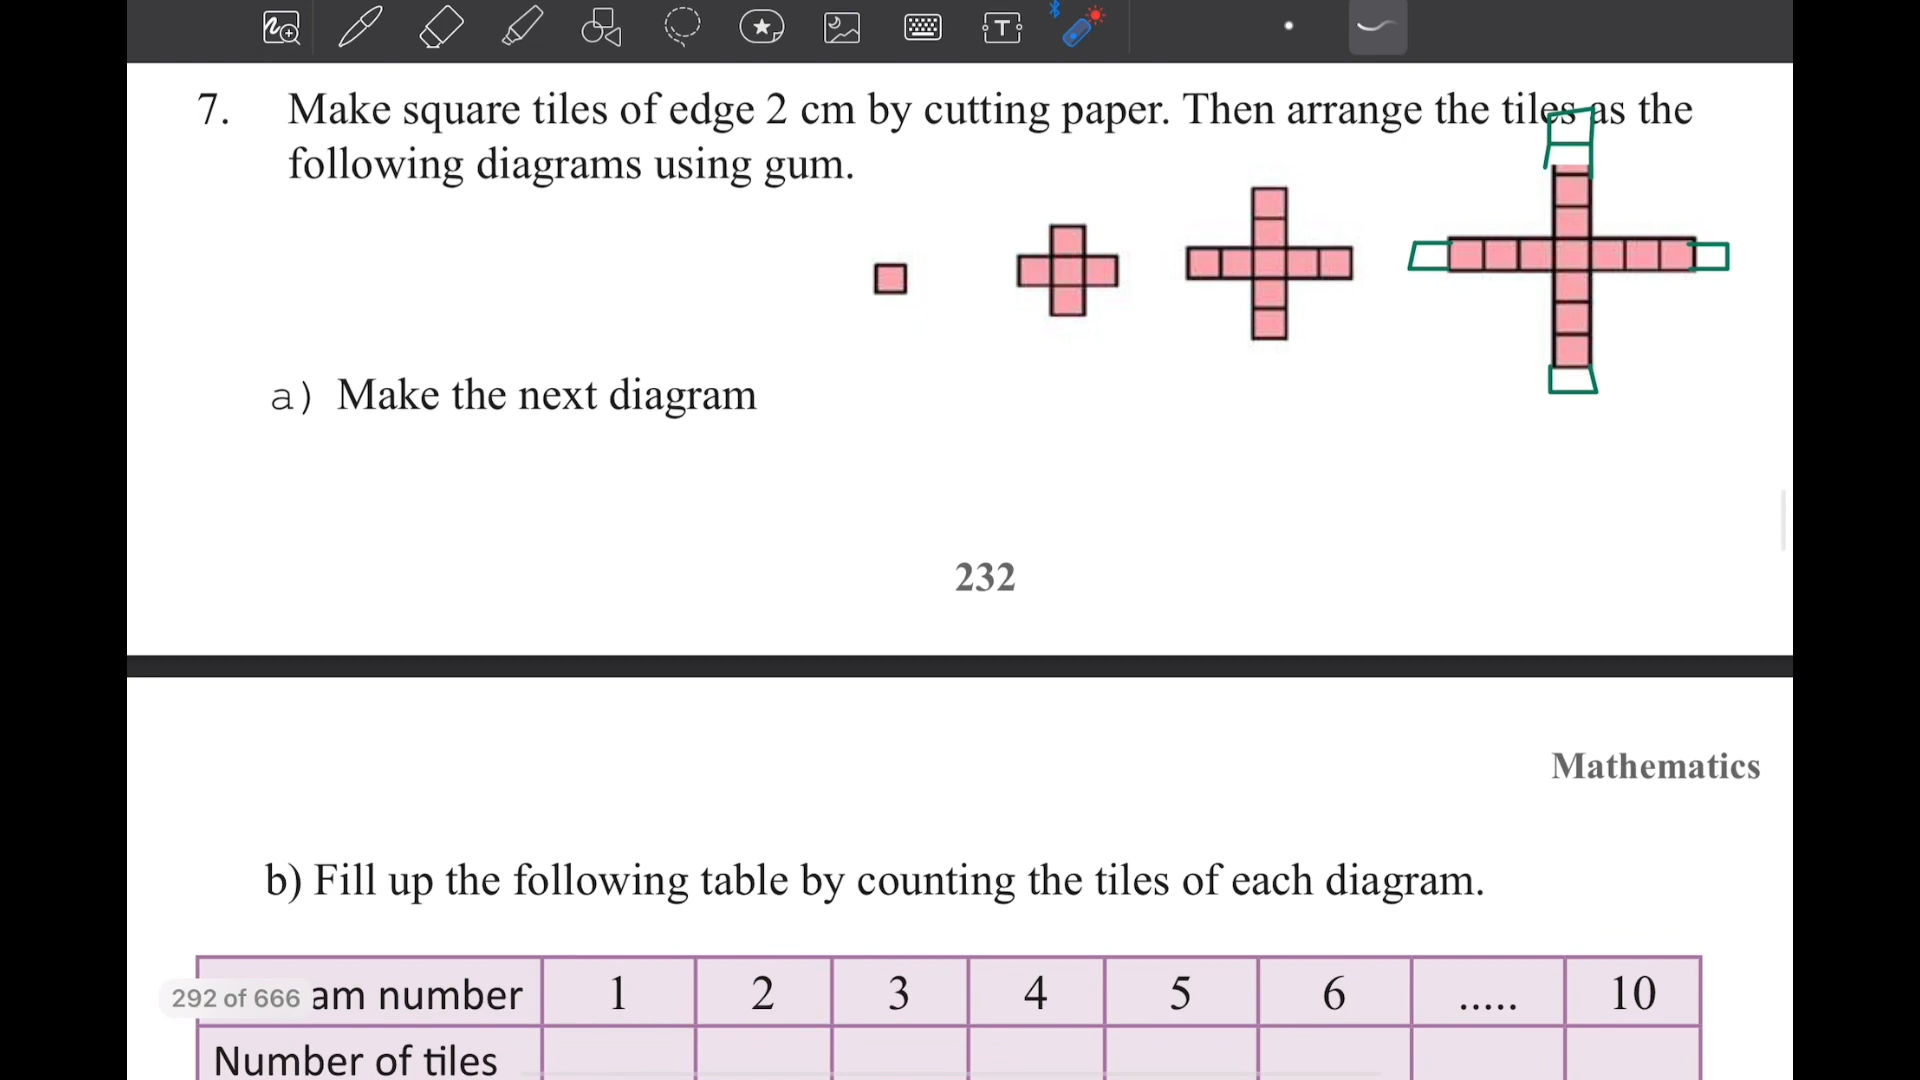 7. Make square tiles of edge 2 cm by cutting paper. Then arrange the tiles as the
following diagrams using gum.
a) Make the next diagram
232
Mathematics
b) Fill up the following table by counting the tiles of each diagram.
292 of 666 am number 1 2 3 4 5 6 ..... 10
Number of tiles